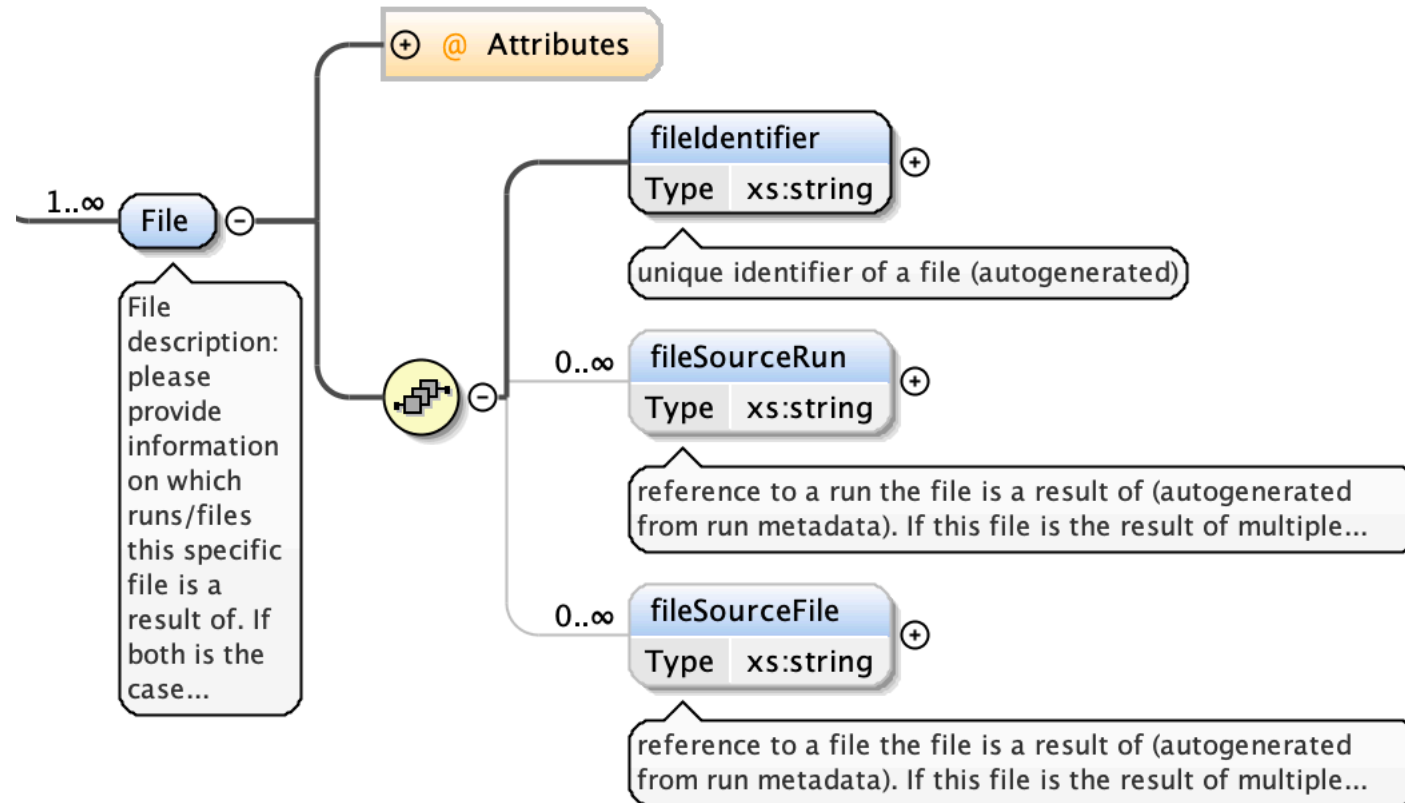 @ Attributes
fileIdentifier
Type xs:string
unique identifier of a file (autogenerated)
1..∞
File
File
description:
please
provide
information
on which
runs/files
this specific
file is a
result of. If
both is the
case...
0..∞
fileSourceRun
Type xs:string
reference to a run the file is a result of (autogenerated
from run metadata). If this file is the result of multiple...
0..∞
fileSourceFile
Type xs:string
reference to a file the file is a result of (autogenerated
from run metadata). If this file is the result of multiple...